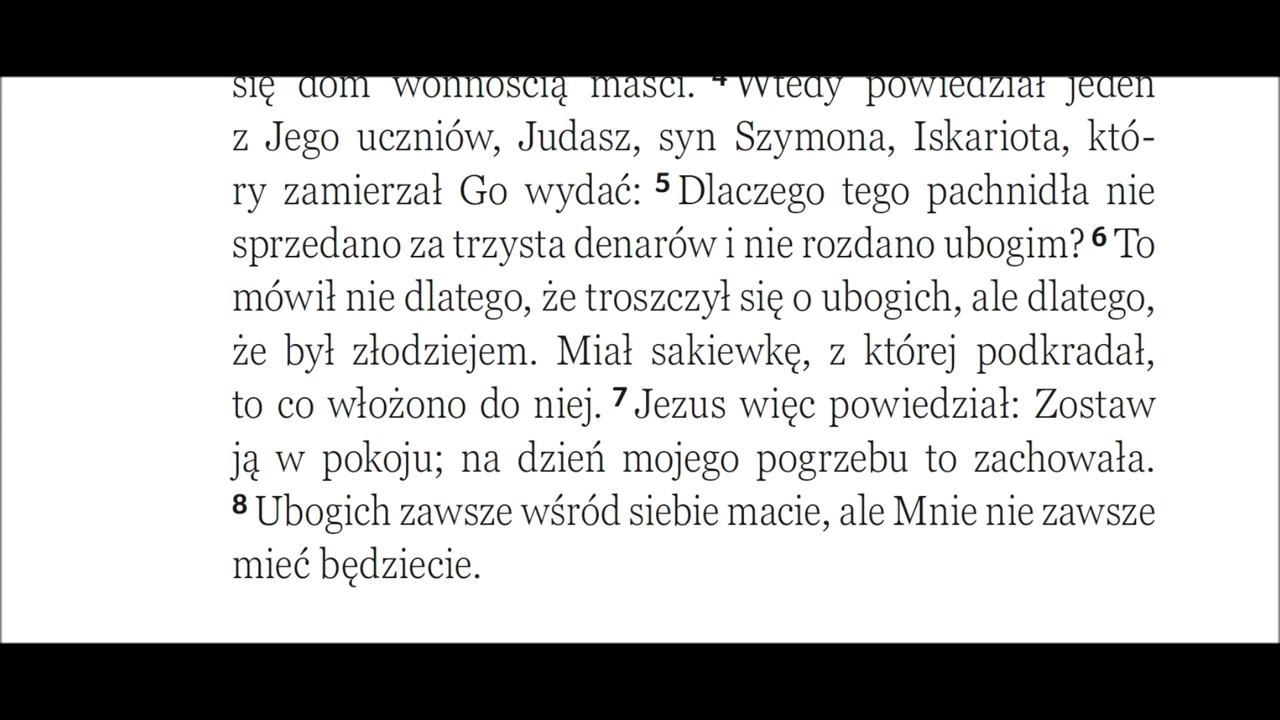 się dom wonnością maści. 4 Wtedy powiedział jeden
z Jego uczniów, Judasz, syn Szymona, Iskariota, któ-
ry zamierzał Go wydać: 5 Dlaczego tego pachnidła nie
sprzedano za trzysta denarów i nie rozdano ubogim? 6 To
mówił nie dlatego, że troszczył się o ubogich, ale dlatego,
że był złodziejem. Miał sakiewkę, z której podkradał,
to co włożono do niej. 7 Jezus więc powiedział: Zostaw
ją w pokoju; na dzień mojego pogrzebu to zachowała.
8 Ubogich zawsze wśród siebie macie, ale Mnie nie zawsze
mieć będziecie.